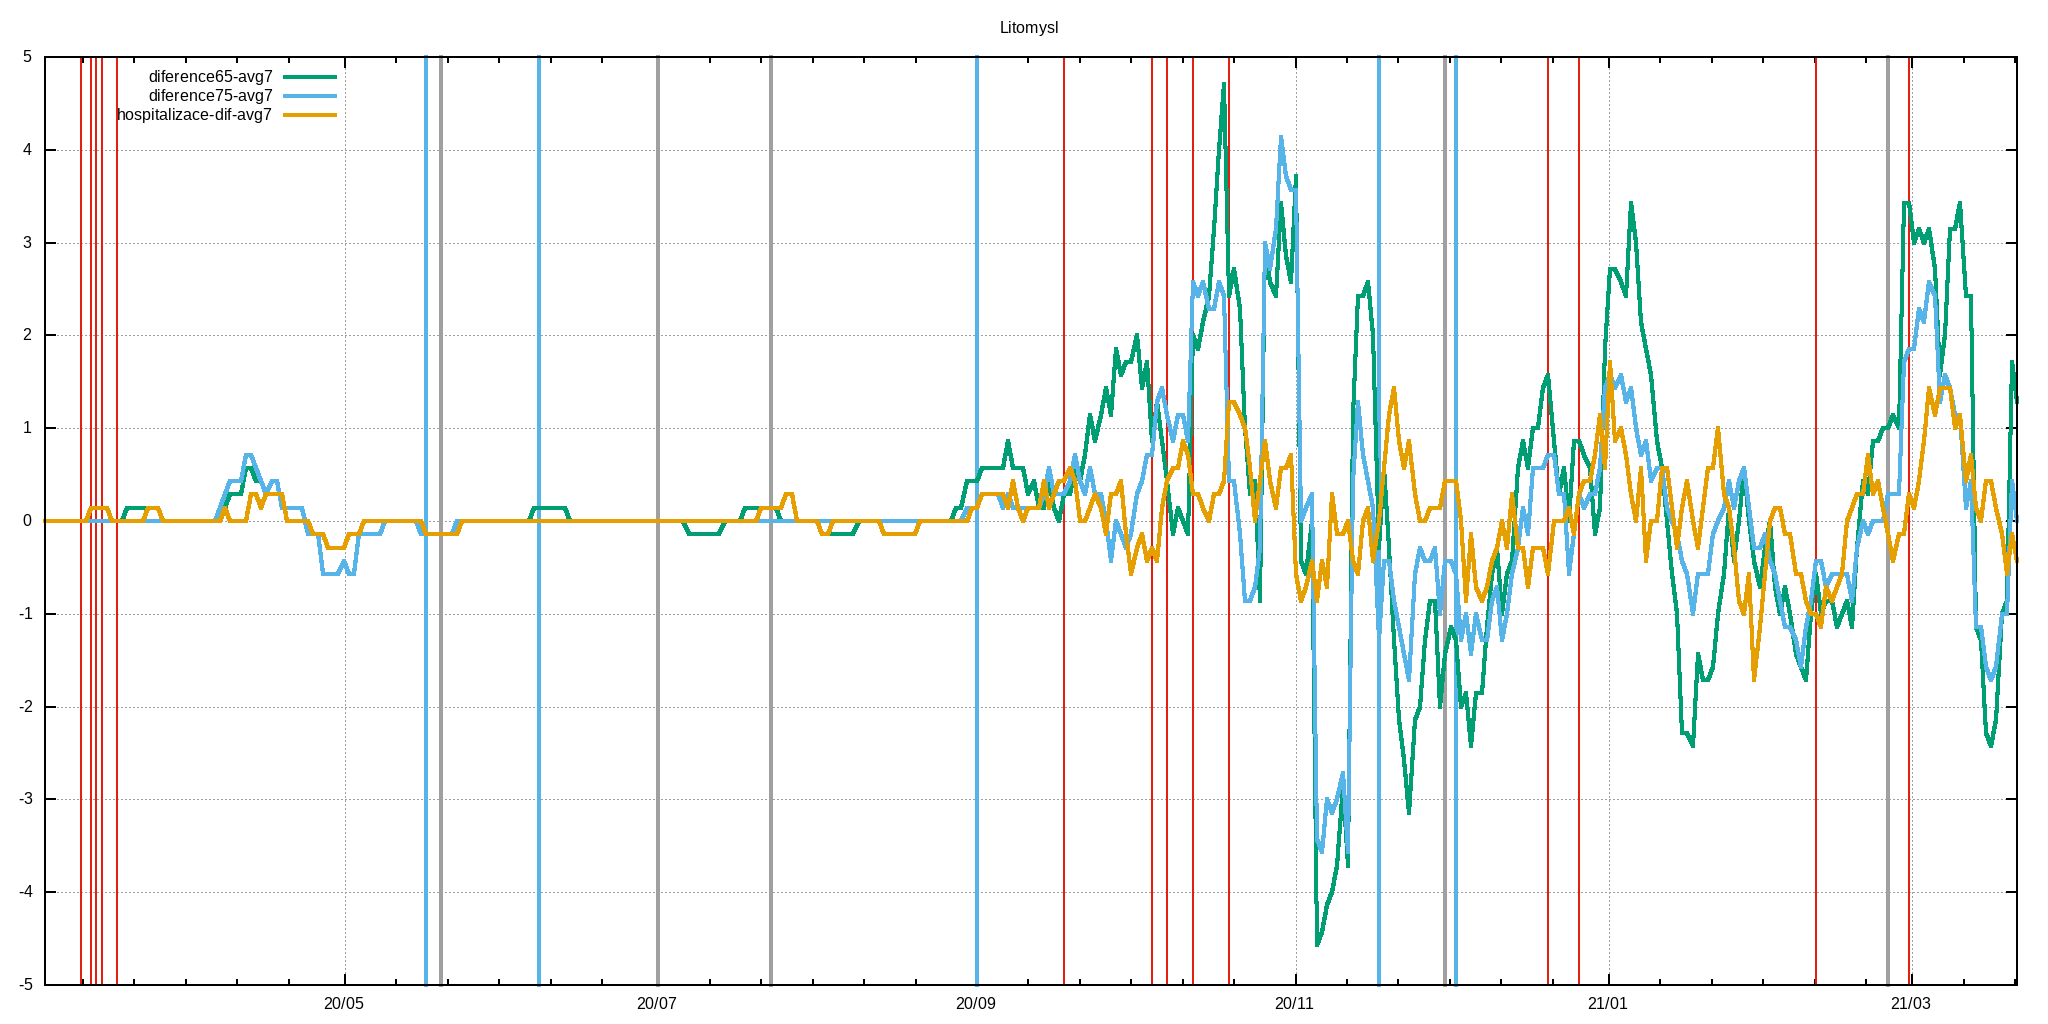 Litomysl
5
diference65-avg7
diference75-avg7
hospitalizace-dif-avg7
4
3
2
1
0
-1
-2
-3
-4
-5
20/05 20/07 20/09 20/11 21/01 21/03